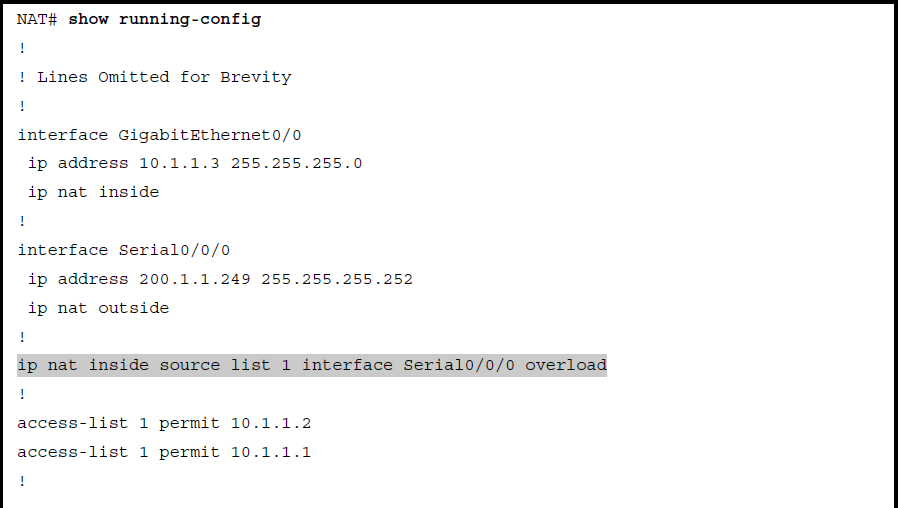 NAT# show running-config
!
! Lines Omitted for Brevity
!
interface GigabitEthernet0/0
 ip address 10.1.1.3 255.255.255.0
 ip nat inside
!
interface Serial0/0/0
 ip address 200.1.1.249 255.255.255.252
 ip nat outside
!
ip nat inside source list 1 interface Serial0/0/0 overload
!
access-list 1 permit 10.1.1.2
access-list 1 permit 10.1.1.1
!